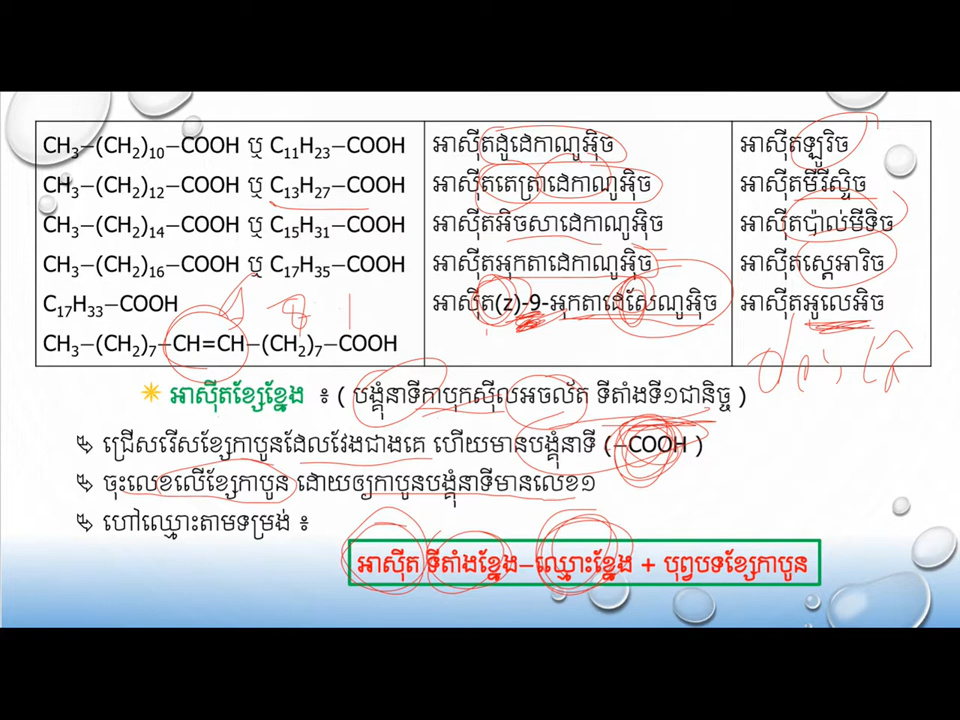 CH₃–(CH₂)₁₀–COOH ឬ C₁₁H₂₃–COOH អាស៊ីតដូដេកាណូអ៊ិច អាស៊ីតឡូរិច
CH₃–(CH₂)₁₂–COOH ឬ C₁₃H₂₇–COOH អាស៊ីតតេត្រាដេកាណូអ៊ិច អាស៊ីតមីរីស្ទិច
CH₃–(CH₂)₁₄–COOH ឬ C₁₅H₃₁–COOH អាស៊ីតអិចសាដេកាណូអ៊ិច អាស៊ីតប៉ាល់មីទិច
CH₃–(CH₂)₁₆–COOH ឬ C₁₇H₃₅–COOH អាស៊ីតអុកតាដេកាណូអ៊ិច អាស៊ីតស្តេអារិច
C₁₇H₃₃–COOH អាស៊ីត(z)-9-អុកតាដេសែណូអ៊ិច អាស៊ីតអូលេអិច
8 1
CH₃–(CH₂)₇–CH=CH–(CH₂)₇–COOH
អាស៊ីតខ្សែខ្នែង ៖ ( បង្គុំនាទីកាបុកស៊ីលអចល័ត ទីតាំងទី១ជានិច្ច )
ជ្រើសរើសខ្សែកាបូនដែលវែងជាងគេ ហើយមានបង្គុំនាទី (–COOH )
ចុះលេខលើខ្សែកាបូន ដោយឲ្យកាបូនបង្គុំនាទីមានលេខ១
ហៅឈ្មោះតាមទម្រង់ ៖
អាស៊ីត ទីតាំងខ្នែង–ឈ្មោះខ្នែង + បុព្វបទខ្សែកាបូន